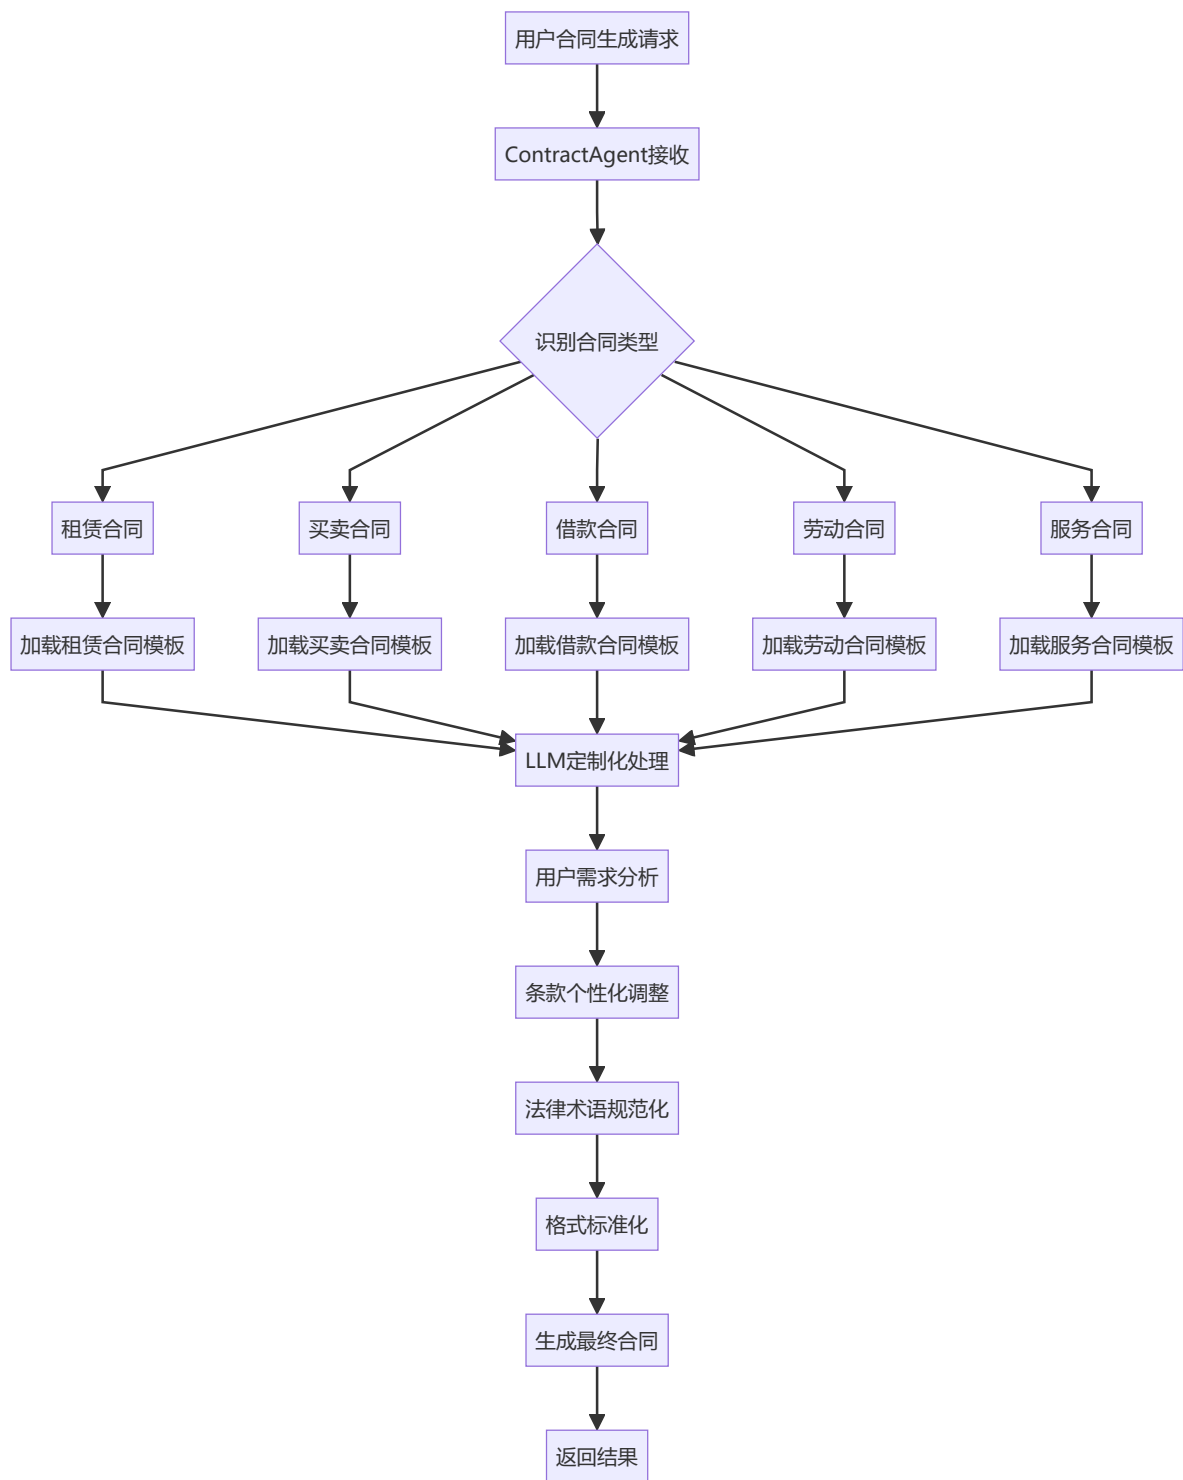 用户合同生成请求
ContractAgent接收
识别合同类型
租赁合同
买卖合同
借款合同
劳动合同
服务合同
加载租赁合同模板
加载买卖合同模板
加载借款合同模板
加载劳动合同模板
加载服务合同模板
LLM定制化处理
用户需求分析
条款个性化调整
法律术语规范化
格式标准化
生成最终合同
返回结果